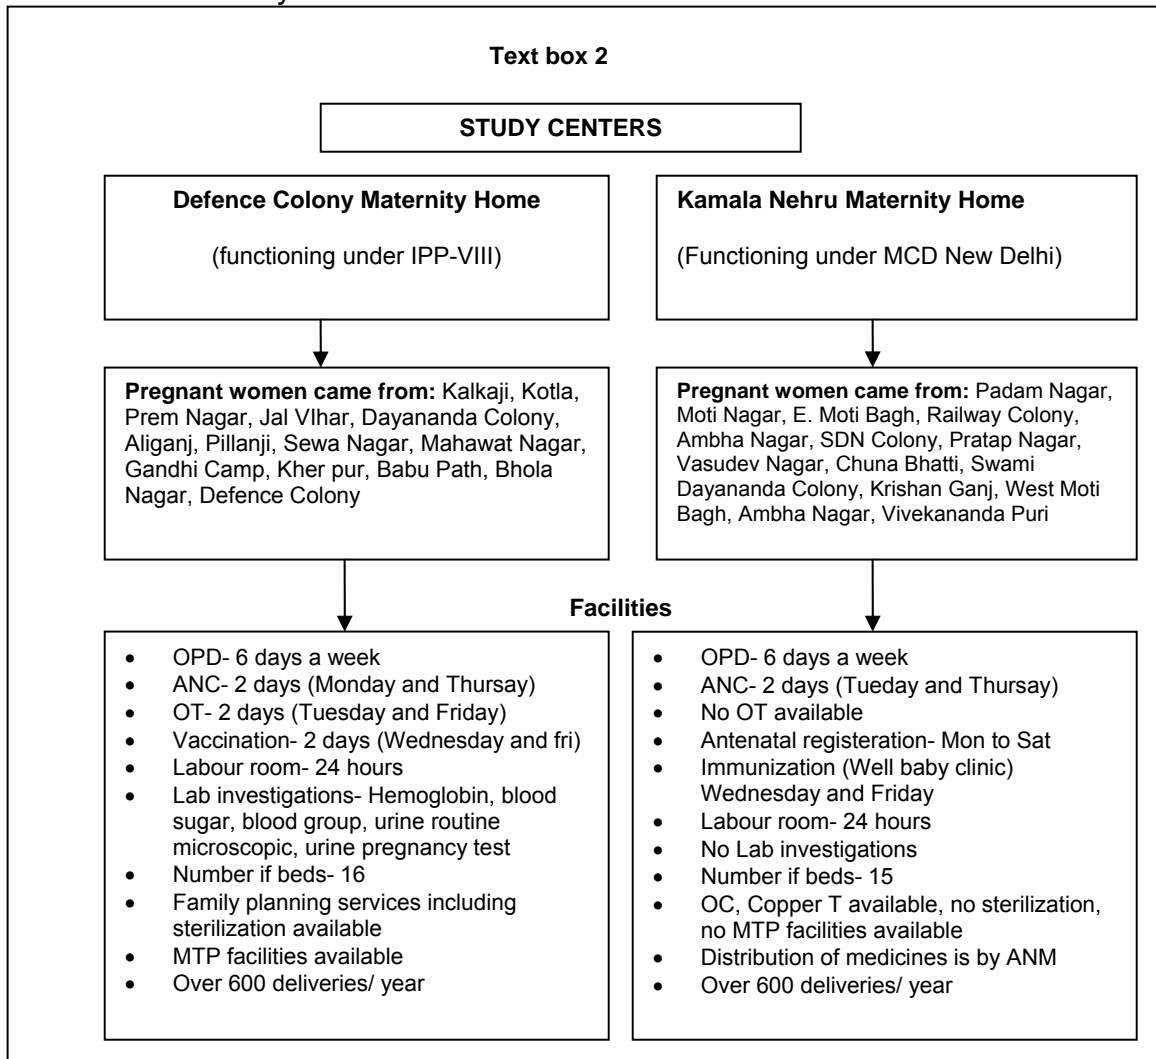 Text box 2
STUDY CENTERS
Defence Colony Maternity Home
(functioning under IPP-VIII)
Kamala Nehru Maternity Home
(Functioning under MCD New Delhi)
Pregnant women came from: Kalkaji, Kotla,
Prem Nagar, Jal VIhar, Dayananda Colony,
Aliganj, Pillanji, Sewa Nagar, Mahawat Nagar,
Gandhi Camp, Kher pur, Babu Path, Bhola
Nagar, Defence Colony
Pregnant women came from: Padam Nagar,
Moti Nagar, E. Moti Bagh, Railway Colony,
Ambha Nagar, SDN Colony, Pratap Nagar,
Vasudev Nagar, Chuna Bhatti, Swami
Dayananda Colony, Krishan Ganj, West Moti
Bagh, Ambha Nagar, Vivekananda Puri
Facilities
• OPD- 6 days a week
• ANC- 2 days (Monday and Thursay)
• OT- 2 days (Tuesday and Friday)
• Vaccination- 2 days (Wednesday and fri)
• Labour room- 24 hours
• Lab investigations- Hemoglobin, blood
sugar, blood group, urine routine
microscopic, urine pregnancy test
• Number if beds- 16
• Family planning services including
sterilization available
• MTP facilities available
• Over 600 deliveries/ year
• OPD- 6 days a week
• ANC- 2 days (Tueday and Thursay)
• No OT available
• Antenatal registeration- Mon to Sat
• Immunization (Well baby clinic)
Wednesday and Friday
• Labour room- 24 hours
• No Lab investigations
• Number if beds- 15
• OC, Copper T available, no sterilization,
no MTP facilities available
• Distribution of medicines is by ANM
• Over 600 deliveries/ year